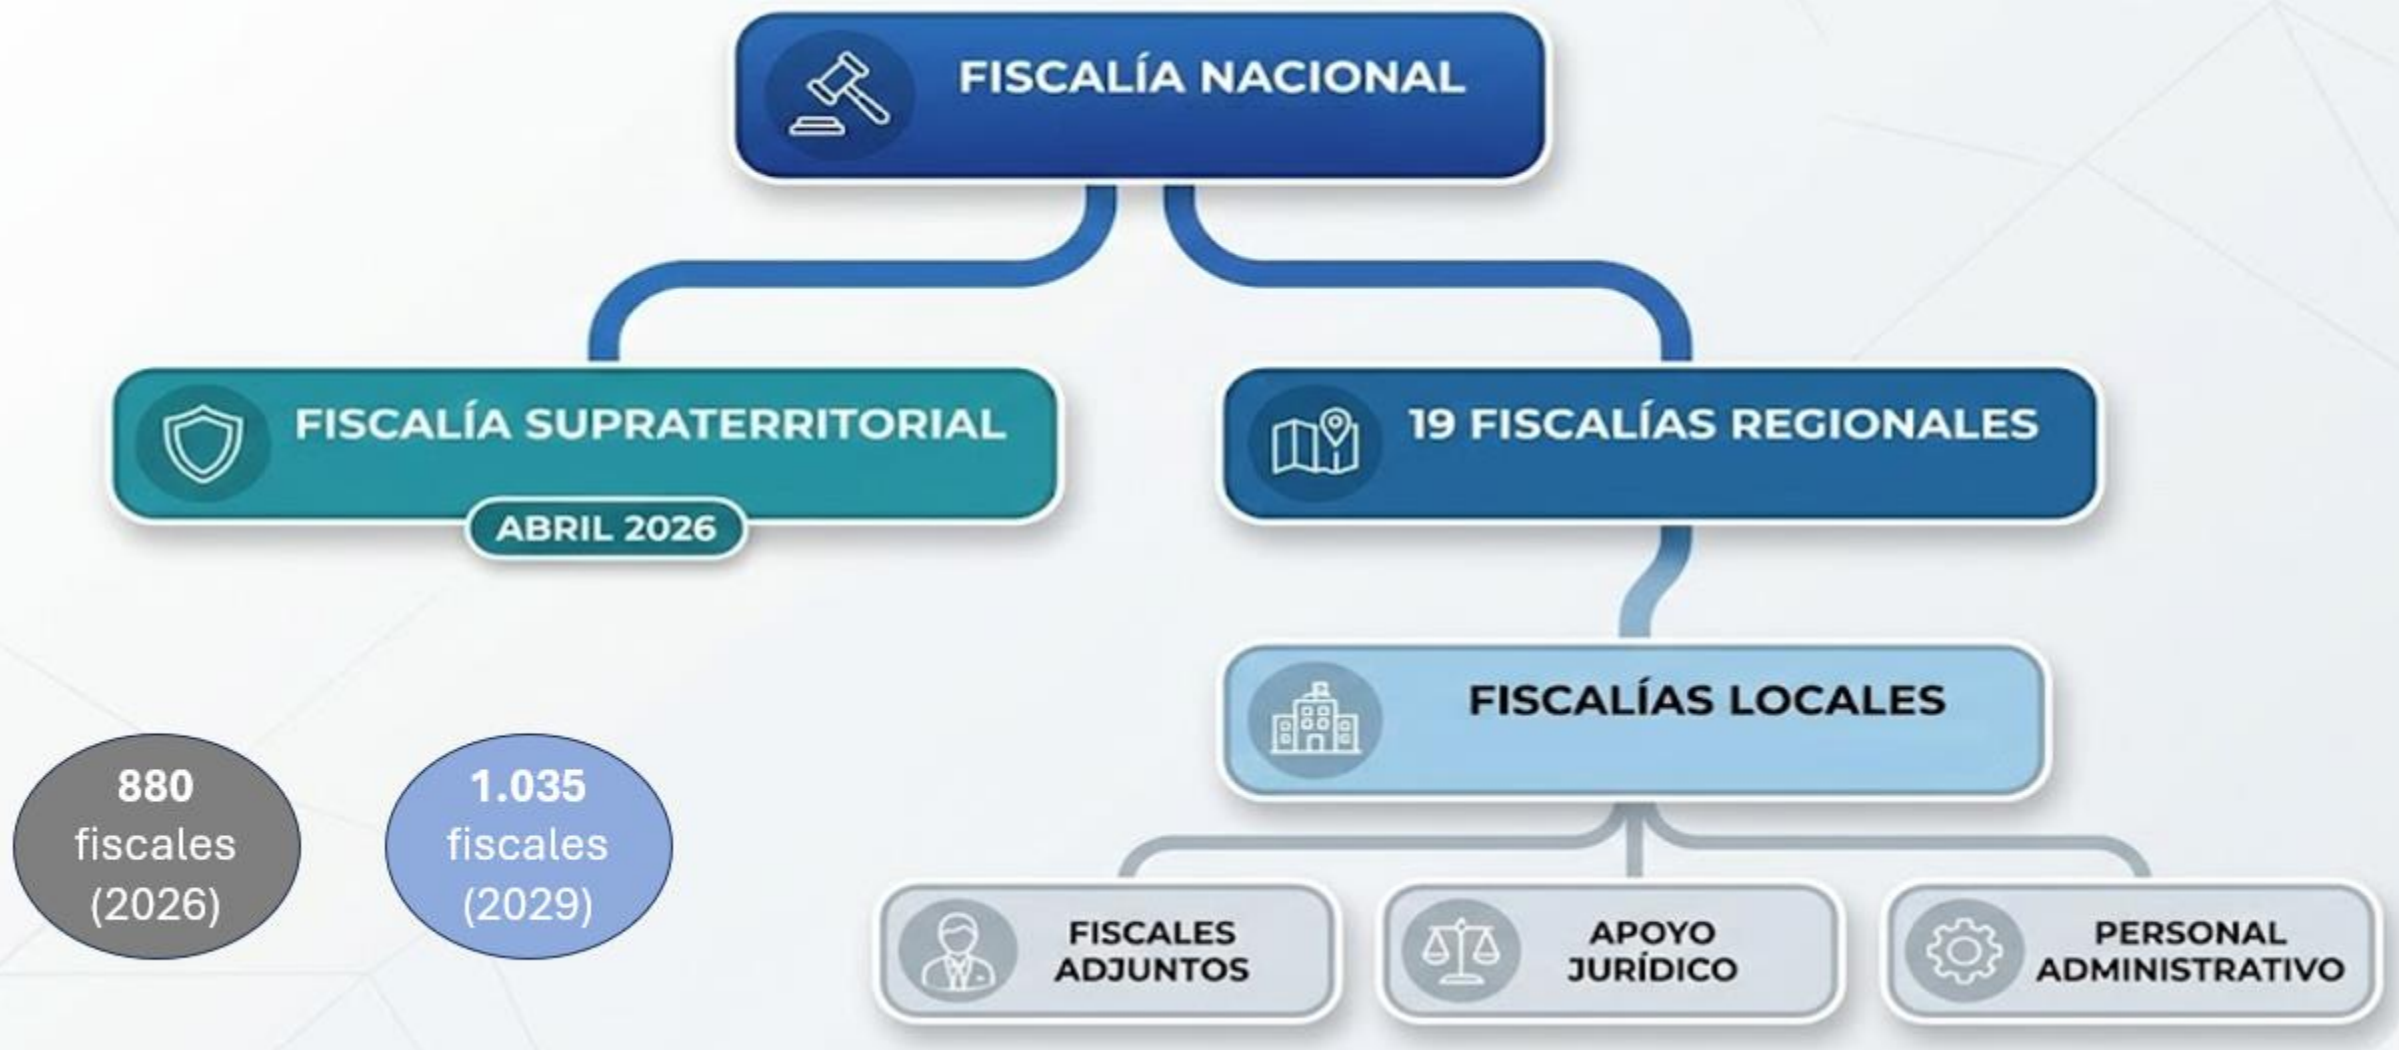 FISCALÍA NACIONAL
FISCALÍA SUPRATERRITORIAL
ABRIL 2026
19 FISCALÍAS REGIONALES
FISCALÍAS LOCALES
880
fiscales
(2026)
1.035
fiscales
(2029)
FISCALES
ADJUNTOS
APOYO
JURÍDICO
PERSONAL
ADMINISTRATIVO